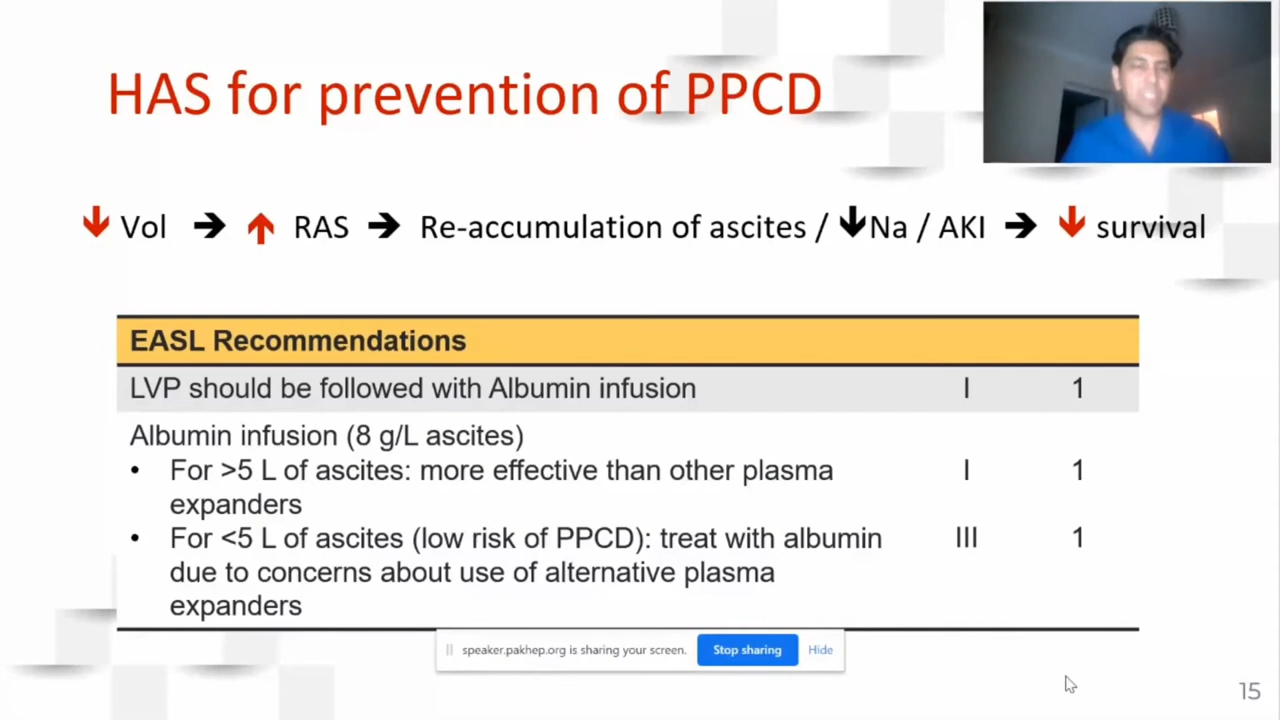 HAS for prevention of PPCD
↓ Vol → ↑ RAS → Re-accumulation of ascites / ↓Na / AKI → ↓ survival
EASL Recommendations
LVP should be followed with Albumin infusion I 1
Albumin infusion (8 g/L ascites)
• For >5 L of ascites: more effective than other plasma I 1
expanders
• For <5 L of ascites (low risk of PPCD): treat with albumin III 1
due to concerns about use of alternative plasma
expanders
speaker.pakhep.org is sharing your screen. Stop sharing Hide
15